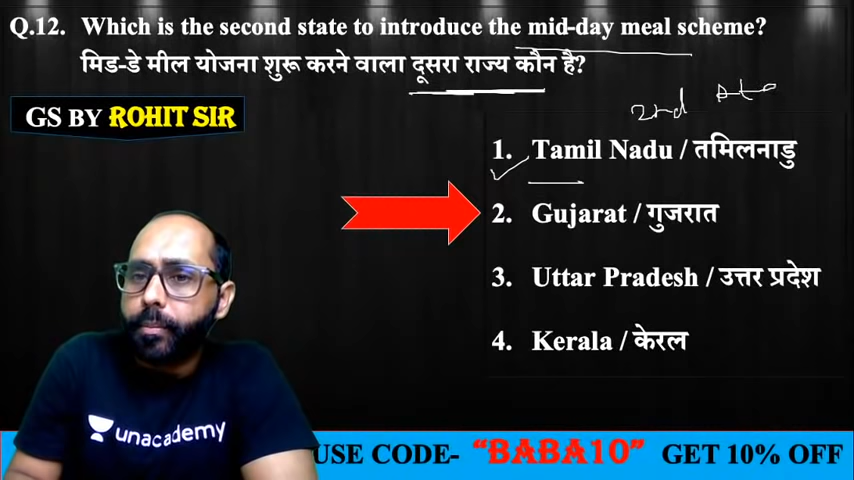 Q.12. Which is the second state to introduce the mid-day meal scheme?
मिड-डे मील योजना शुरू करने वाला दूसरा राज्य कौन है?
GS BY ROHIT SIR
2nd
1. Tamil Nadu / तमिलनाडु
2. Gujarat / गुजरात
3. Uttar Pradesh / उत्तर प्रदेश
4. Kerala / केरल
unacademy
USE CODE- “BABA10” GET 10% OFF